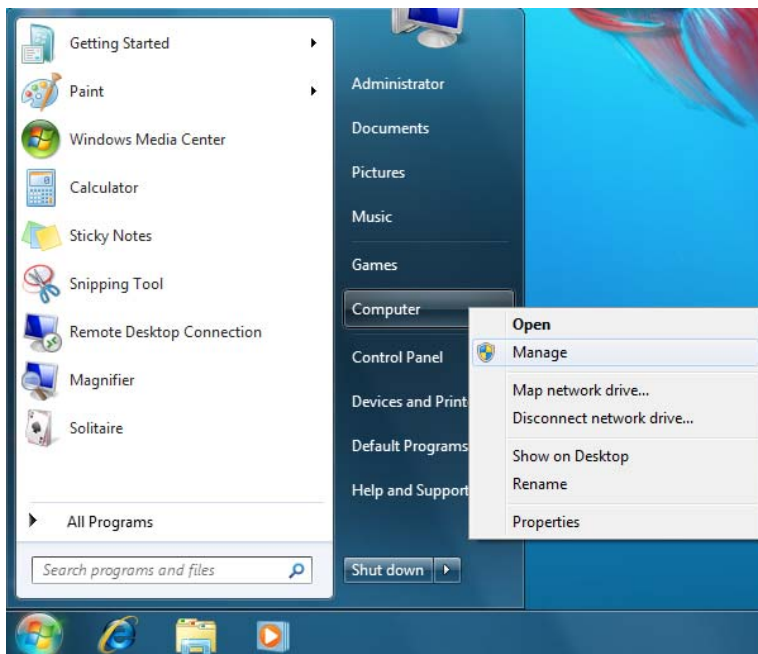 Getting Started
Paint
Windows Media Center
Calculator
Sticky Notes
Snipping Tool
Remote Desktop Connection
Magnifier
Solitaire
All Programs
Search programs and files
Administrator
Documents
Pictures
Music
Games
Computer
Control Panel
Devices and Print
Default Programs
Help and Support
Shut down
Open
Manage
Map network drive...
Disconnect network drive...
Show on Desktop
Rename
Properties